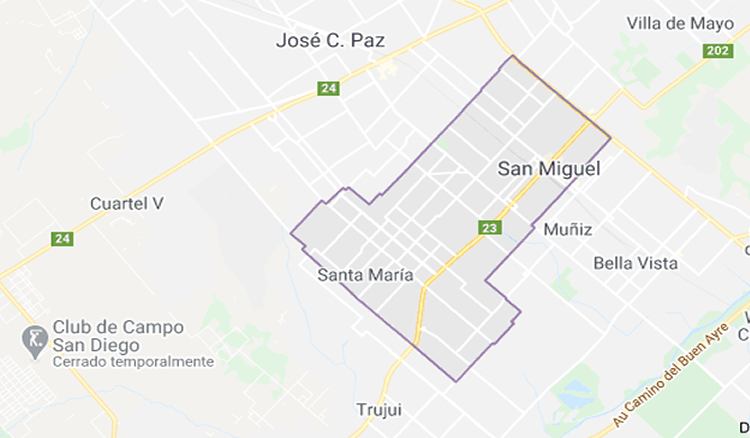 Villa de Mayo
José C. Paz
202
24
San Miguel
Cuartel V
23
Muñiz
24
Bella Vista
Santa María
Club de Campo
San Diego
Cerrado temporalmente
Au Camino del Buen Ayre
Trujui